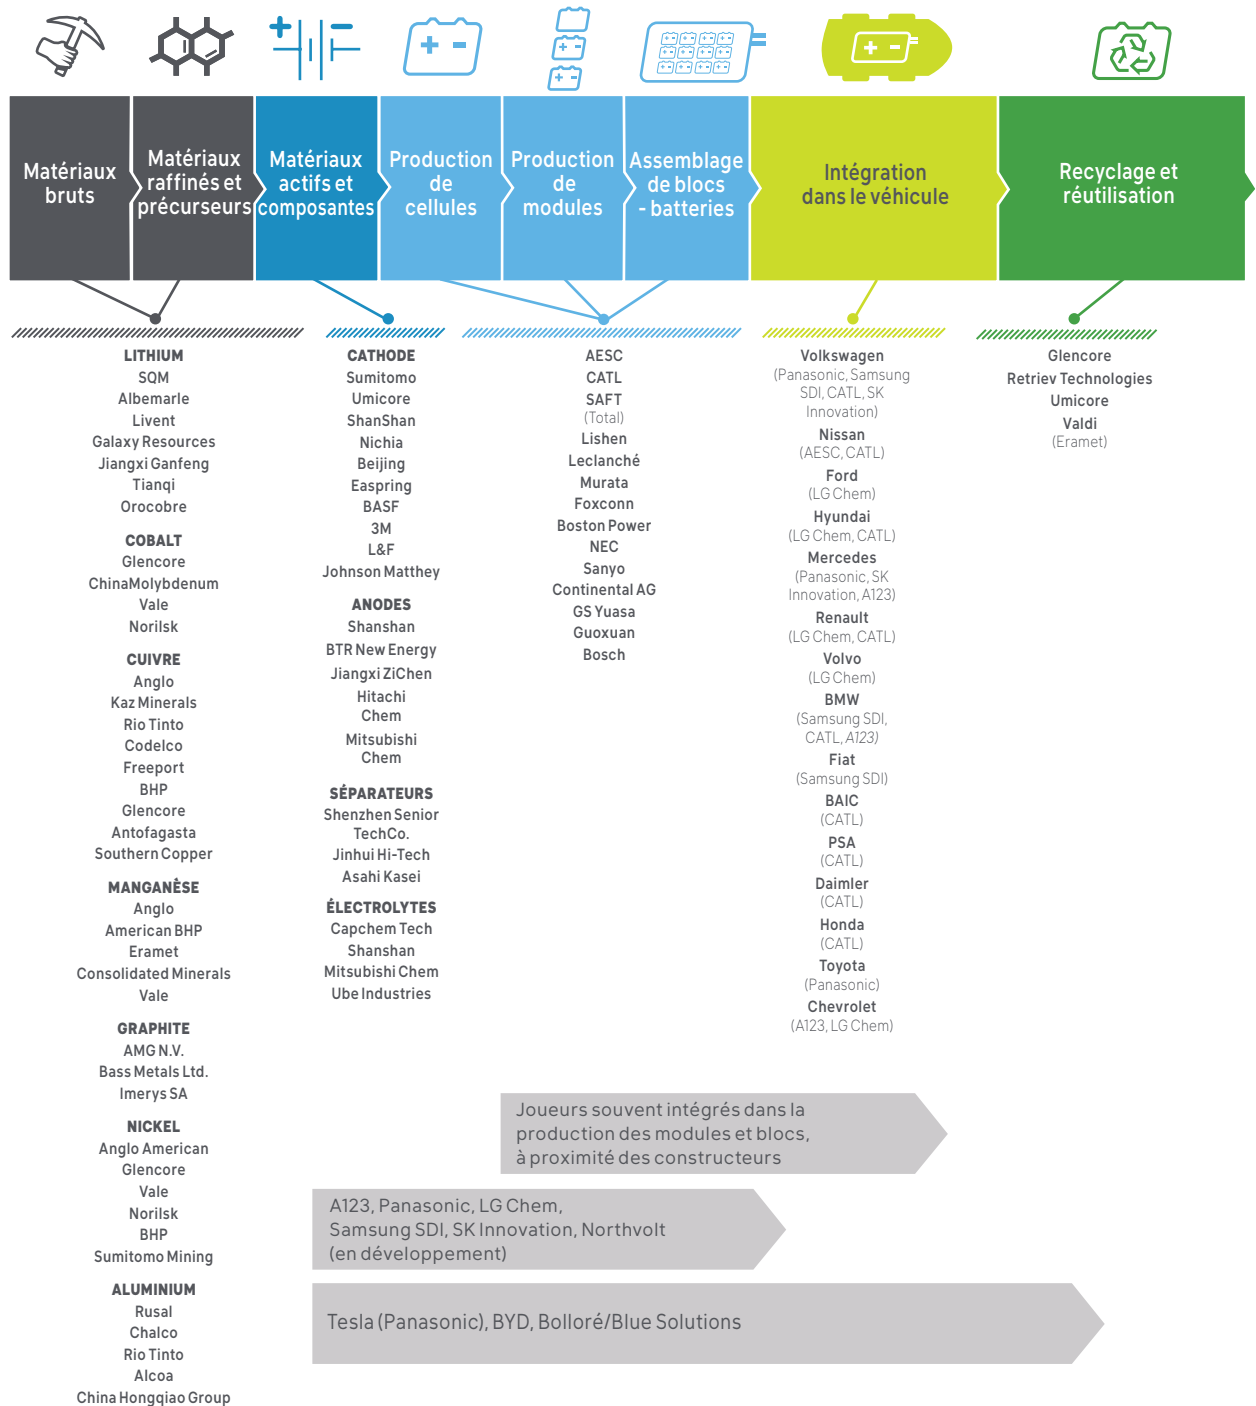 Matériaux
bruts
Matériaux
raffinés et
précurseurs
Matériaux
actifs et
composantes
Production
de
cellules
Production
de
modules
Assemblage
de blocs
- batteries
Intégration
dans le véhicule
Recyclage et
réutilisation
LITHIUM
SQM
Albemarle
Livent
Galaxy Resources
Jiangxi Ganfeng
Tianqi
Orocobre
COBALT
Glencore
ChinaMolybdenum
Vale
Norilsk
CUIVRE
Anglo
Kaz Minerals
Rio Tinto
Codelco
Freeport
BHP
Glencore
Antofagasta
Southern Copper
MANGANÈSE
Anglo
American BHP
Eramet
Consolidated Minerals
Vale
GRAPHITE
AMG N.V.
Bass Metals Ltd.
Imerys SA
NICKEL
Anglo American
Glencore
Vale
Norilsk
BHP
Sumitomo Mining
ALUMINIUM
Rusal
Chalco
Rio Tinto
Alcoa
China Hongqiao Group
CATHODE
Sumitomo
Umicore
ShanShan
Nichia
Beijing
Easpring
BASF
3M
L&F
Johnson Matthey
ANODES
Shanshan
BTR New Energy
Jiangxi ZiChen
Hitachi
Chem
Mitsubishi
Chem
SÉPARATEURS
Shenzhen Senior
TechCo.
Jinhui Hi-Tech
Asahi Kasei
ÉLECTROLYTES
Capchem Tech
Shanshan
Mitsubishi Chem
Ube Industries
AESC
CATL
SAFT
(Total)
Lishen
Leclanché
Murata
Foxconn
Boston Power
NEC
Sanyo
Continental AG
GS Yuasa
Guoxuan
Bosch
Volkswagen
(Panasonic, Samsung
SDI, CATL, SK
Innovation)
Nissan
(AESC, CATL)
Ford
(LG Chem)
Hyundai
(LG Chem, CATL)
Mercedes
(Panasonic, SK
Innovation, A123)
Renault
(LG Chem, CATL)
Volvo
(LG Chem)
BMW
(Samsung SDI,
CATL, A123)
Fiat
(Samsung SDI)
BAIC
(CATL)
PSA
(CATL)
Daimler
(CATL)
Honda
(CATL)
Toyota
(Panasonic)
Chevrolet
(A123, LG Chem)
Glencore
Retriev Technologies
Umicore
Valdi
(Eramet)
Joueurs souvent intégrés dans la
production des modules et blocs,
à proximité des constructeurs
A123, Panasonic, LG Chem,
Samsung SDI, SK Innovation, Northvolt
(en développement)
Tesla (Panasonic), BYD, Bolloré/Blue Solutions